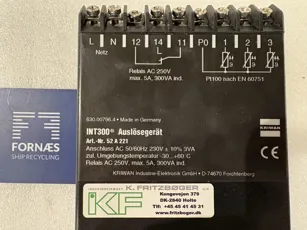 L N 12 14 11 P0 1 2 3
Netz
Relais AC 250V
max. 5A, 300VA ind.
Pt100 nach EN 60751
630.00796.4 • Made in Germany
INT300 Auslösegerät
Art.-Nr. 52 A 221
Anschluss AC 50/60Hz 230V ± 10% 3VA
zul. Umgebungstemperatur -30...+60°C
Relais AC 250V, max. 5A, 300VA ind.
KRIWAN Industrie-Elektronik GmbH • D-74670 Forchtenberg
KRIWAN
FORNÆS
SHIP RECYCLING
KF
K. FRITZBØGER
Kongevejen 379
DK-2840 Holte
Tlf: +45 45 41 45 31
www.fritzboger.dk